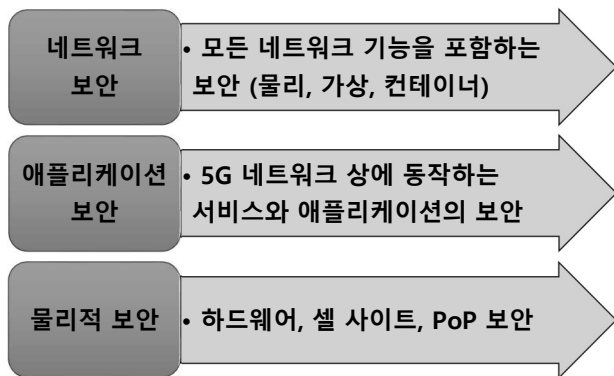 네트워크
보안
• 모든 네트워크 기능을 포함하는
보안 (물리, 가상, 컨테이너)
애플리케이션
보안
• 5G 네트워크 상에 동작하는
서비스와 애플리케이션의 보안
물리적 보안
• 하드웨어, 셀 사이트, PoP 보안